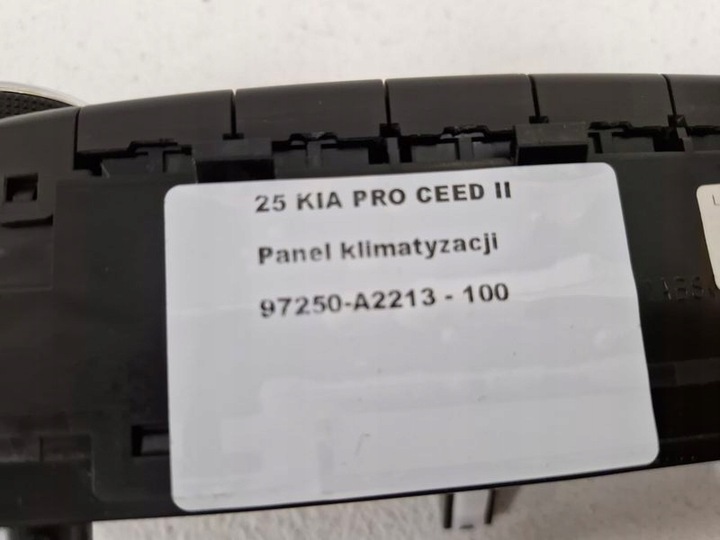 25 KIA PRO CEED II
Panel klimatyzacji
97250-A2213 - 100